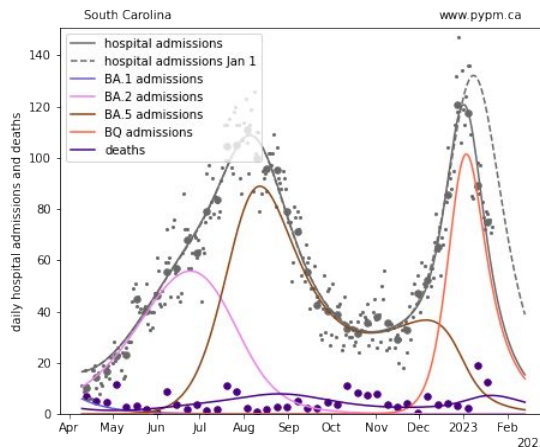 South Carolina www.pypm.ca
hospital admissions
hospital admissions Jan 1
BA.1 admissions
BA.2 admissions
BA.5 admissions
BQ admissions
deaths
daily hospital admissions and deaths
140
120
100
80
60
40
20
0
Apr May Jun Jul Aug Sep Oct Nov Dec 2023 Feb
202